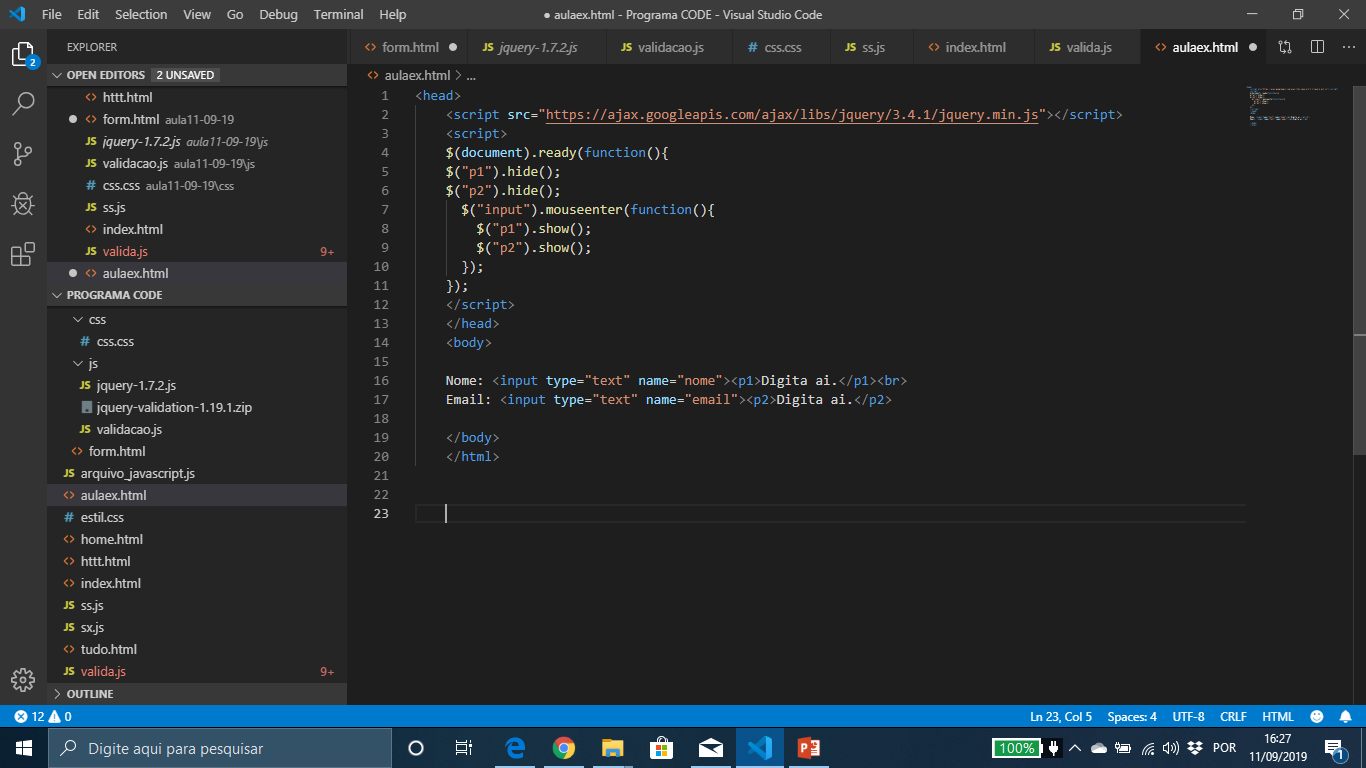 File Edit Selection View Go Debug Terminal Help
● aulaex.html - Programa CODE - Visual Studio Code
EXPLORER
OPEN EDITORS 2 UNSAVED
httt.html
form.html aula11-09-19
jquery-1.7.2.js aula11-09-19\js
validacao.js aula11-09-19\js
css.css aula11-09-19\css
ss.js
index.html
valida.js 9+
aulaex.html
PROGRAMA CODE
css
css.css
js
jquery-1.7.2.js
jquery-validation-1.19.1.zip
validacao.js
form.html
arquivo_javascript.js
aulaex.html
estil.css
home.html
httt.html
index.html
ss.js
sx.js
tudo.html
valida.js 9+
OUTLINE
2
form.html jquery-1.7.2.js validacao.js css.css ss.js index.html valida.js aulaex.html
aulaex.html > ...
1 <head>
2 <script src="https://ajax.googleapis.com/ajax/libs/jquery/3.4.1/jquery.min.js"></script>
3 <script>
4 $(document).ready(function(){
5 $("p1").hide();
6 $("p2").hide();
7 $("input").mouseenter(function(){
8 $("p1").show();
9 $("p2").show();
10 });
11 });
12 </script>
13 </head>
14 <body>
15
16 Nome: <input type="text" name="nome"><p1>Digita ai.</p1><br>
17 Email: <input type="text" name="email"><p2>Digita ai.</p2>
18
19 </body>
20 </html>
21
22
23
12 0
Ln 23, Col 5 Spaces: 4 UTF-8 CRLF HTML
Digite aqui para pesquisar
100% POR 16:27
11/09/2019 1